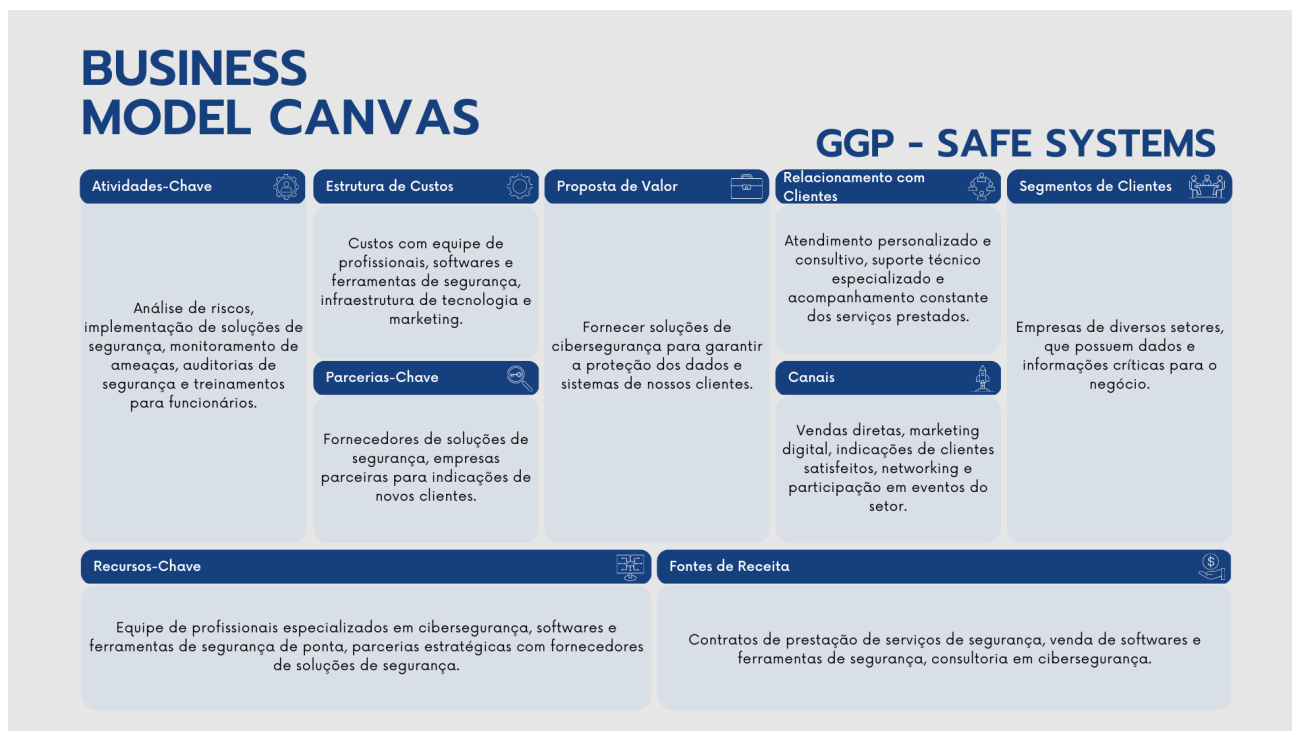 BUSINESS
MODEL CANVAS
GGP - SAFE SYSTEMS
Atividades-Chave
Análise de riscos,
implementação de soluções de
segurança, monitoramento de
ameaças, auditorias de
segurança e treinamentos
para funcionários.
Estrutura de Custos
Custos com equipe de
profissionais, softwares e
ferramentas de segurança,
infraestrutura de tecnologia e
marketing.
Parcerias-Chave
Fornecedores de soluções de
segurança, empresas
parceiras para indicações de
novos clientes.
Proposta de Valor
Fornecer soluções de
cibersegurança para garantir
a proteção dos dados e
sistemas de nossos clientes.
Relacionamento com
Clientes
Atendimento personalizado e
consultivo, suporte técnico
especializado e
acompanhamento constante
dos serviços prestados.
Canais
Vendas diretas, marketing
digital, indicações de clientes
satisfeitos, networking e
participação em eventos do
setor.
Segmentos de Clientes
Empresas de diversos setores,
que possuem dados e
informações críticas para o
negócio.
Recursos-Chave
Equipe de profissionais especializados em cibersegurança, softwares e
ferramentas de segurança de ponta, parcerias estratégicas com fornecedores
de soluções de segurança.
Fontes de Receita
$
Contratos de prestação de serviços de segurança, venda de softwares e
ferramentas de segurança, consultoria em cibersegurança.